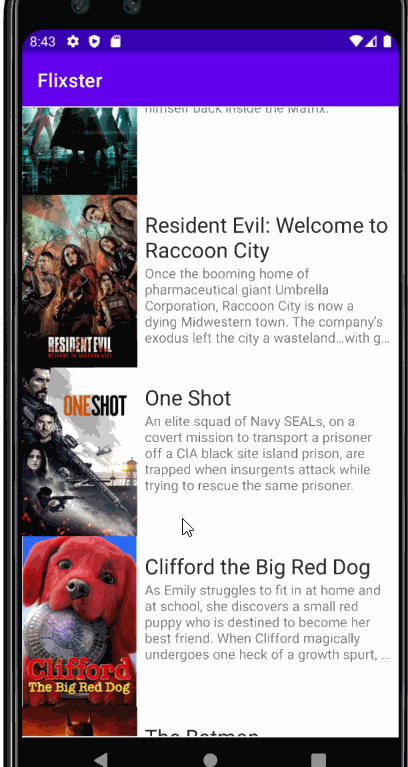 8:43
Flixster
himself back inside the Matrix.
Resident Evil: Welcome to
Raccoon City
Once the booming home of
pharmaceutical giant Umbrella
Corporation, Raccoon City is now a
dying Midwestern town. The company's
exodus left the city a wasteland…with g…
RESIDENT EVIL
WELCOME TO RACCOON CITY
One Shot
ONE SHOT
An elite squad of Navy SEALs, on a
covert mission to transport a prisoner
off a CIA black site island prison, are
trapped when insurgents attack while
trying to rescue the same prisoner.
Clifford the Big Red Dog
As Emily struggles to fit in at home and
at school, she discovers a small red
puppy who is destined to become her
best friend. When Clifford magically
undergoes one heck of a growth spurt, …
Clifford
The Big Red Dog
The Batman